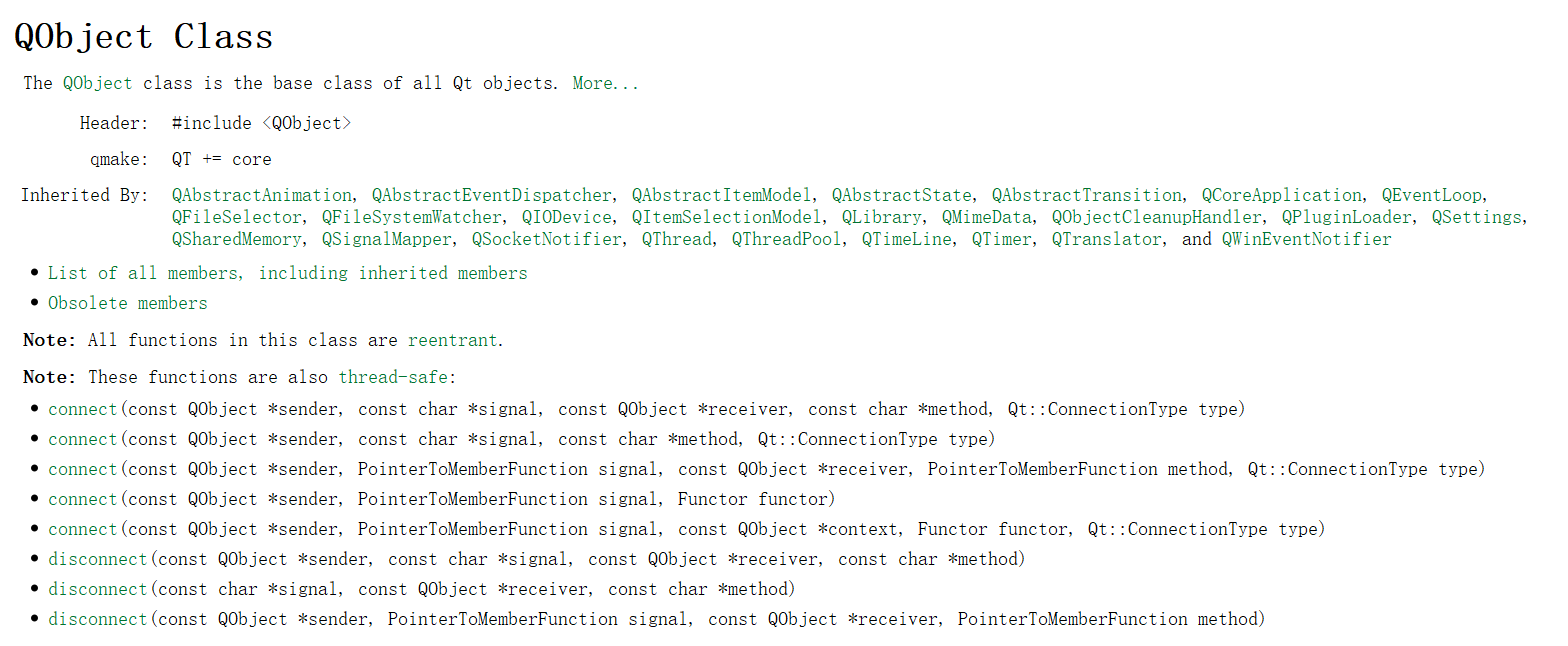 QObject Class
The QObject class is the base class of all Qt objects. More...
Header: #include <QObject>
qmake: QT += core
Inherited By: QAbstractAnimation, QAbstractEventDispatcher, QAbstractItemModel, QAbstractState, QAbstractTransition, QCoreApplication, QEventLoop,
QFileSelector, QFileSystemWatcher, QIODevice, QItemSelectionModel, QLibrary, QMimeData, QObjectCleanupHandler, QPluginLoader, QSettings,
QSharedMemory, QSignalMapper, QSocketNotifier, QThread, QThreadPool, QTimeLine, QTimer, QTranslator, and QWinEventNotifier
• List of all members, including inherited members
• Obsolete members
Note: All functions in this class are reentrant.
Note: These functions are also thread-safe:
• connect(const QObject *sender, const char *signal, const QObject *receiver, const char *method, Qt::ConnectionType type)
• connect(const QObject *sender, const char *signal, const char *method, Qt::ConnectionType type)
• connect(const QObject *sender, PointerToMemberFunction signal, const QObject *receiver, PointerToMemberFunction method, Qt::ConnectionType type)
• connect(const QObject *sender, PointerToMemberFunction signal, Functor functor)
• connect(const QObject *sender, PointerToMemberFunction signal, const QObject *context, Functor functor, Qt::ConnectionType type)
• disconnect(const QObject *sender, const char *signal, const QObject *receiver, const char *method)
• disconnect(const char *signal, const QObject *receiver, const char *method)
• disconnect(const QObject *sender, PointerToMemberFunction signal, const QObject *receiver, PointerToMemberFunction method)